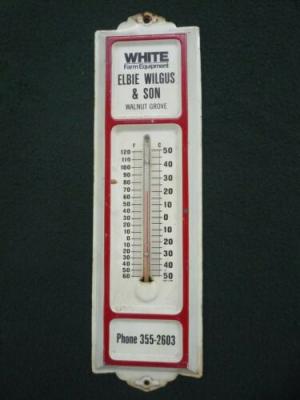 WHITE
Farm Equipment
ELBIE WILGUS
& SON
WALNUT GROVE
F C
120 50
110
100 40
90 30
80
70 20
60
50 10
40
30 0
20 10
10
0 20
10
20 30
30
40 40
50
60 50
Phone 355-2603